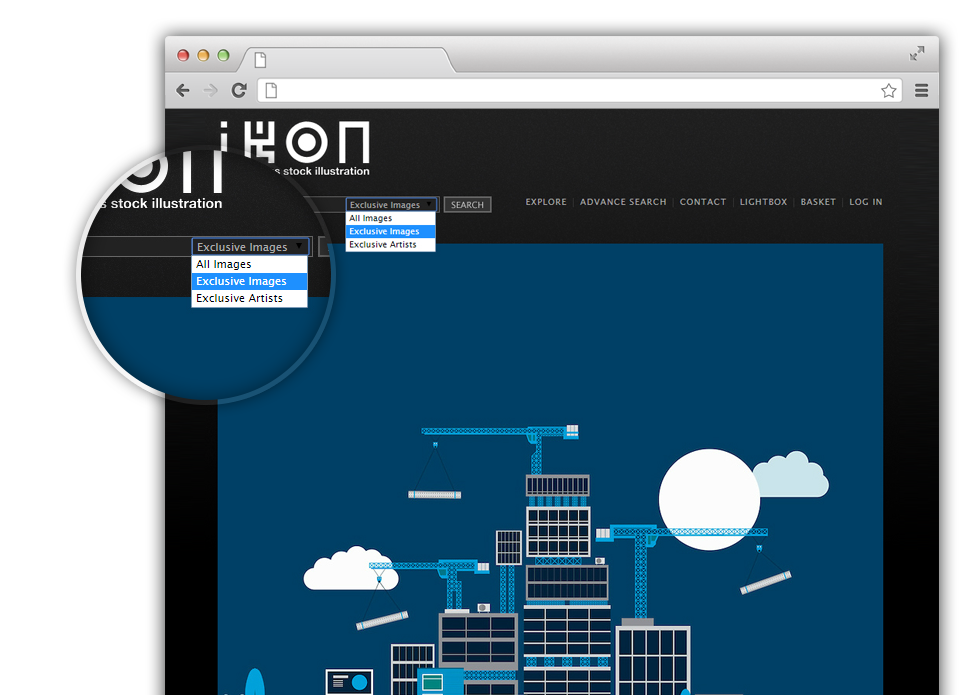 ikon
s stock illustration
Exclusive Images SEARCH
All Images
Exclusive Images
Exclusive Artists
EXPLORE ADVANCE SEARCH CONTACT LIGHTBOX BASKET LOG IN
s stock illustration
Exclusive Images
All Images
Exclusive Images
Exclusive Artists